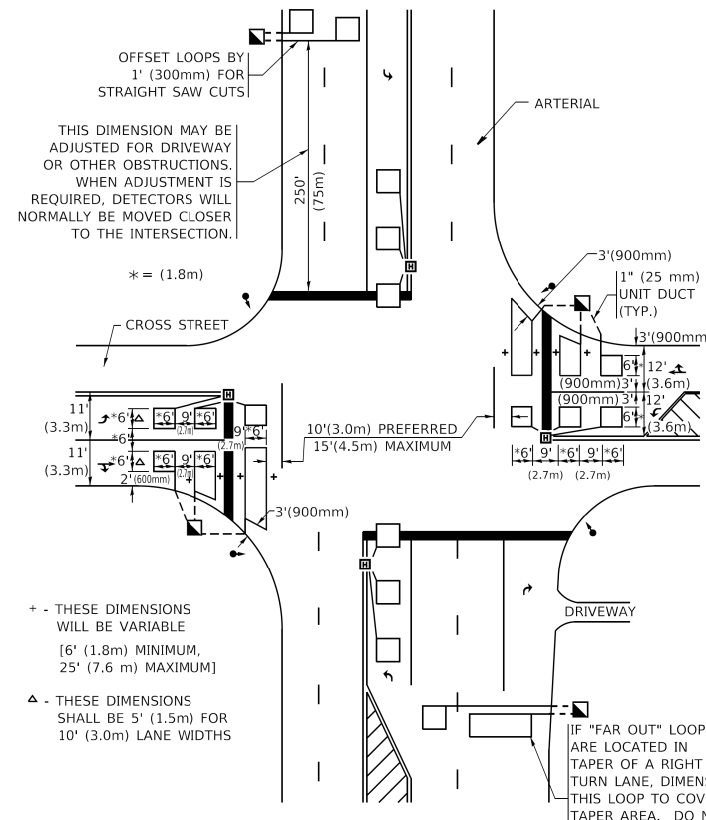 OFFSET LOOPS BY
1' (300mm) FOR
STRAIGHT SAW CUTS
ARTERIAL
THIS DIMENSION MAY BE
ADJUSTED FOR DRIVEWAY
OR OTHER OBSTRUCTIONS.
WHEN ADJUSTMENT IS
REQUIRED, DETECTORS WILL
NORMALLY BE MOVED CLOSER
TO THE INTERSECTION.
250'
(75m)
* = (1.8m)
H
3'(900mm)
1" (25 mm)
UNIT DUCT
(TYP.)
CROSS STREET
3'(900mm
6'* 12'
(3.6m)
(900mm) 3'
(900mm) 3'
12'
6'*
(3.6m)
H
11'
(3.3m)
*6' Δ
*6' 9' *6'
(2.7m)
*6'
9' *6'
(2.7m)
11'
(3.3m)
*6' Δ
*6' 9' *6'
(2.7m)
2' (600mm)
10'(3.0m) PREFERRED
15'(4.5m) MAXIMUM
H
*6' 9' *6' 9' *6'
(2.7m) (2.7m)
3'(900mm)
H
+ - THESE DIMENSIONS
WILL BE VARIABLE
[6' (1.8m) MINIMUM,
25' (7.6 m) MAXIMUM]
DRIVEWAY
Δ - THESE DIMENSIONS
SHALL BE 5' (1.5m) FOR
10' (3.0m) LANE WIDTHS
IF "FAR OUT" LOOP
ARE LOCATED IN
TAPER OF A RIGHT
TURN LANE, DIMENS
THIS LOOP TO COV
TAPER AREA. DO N